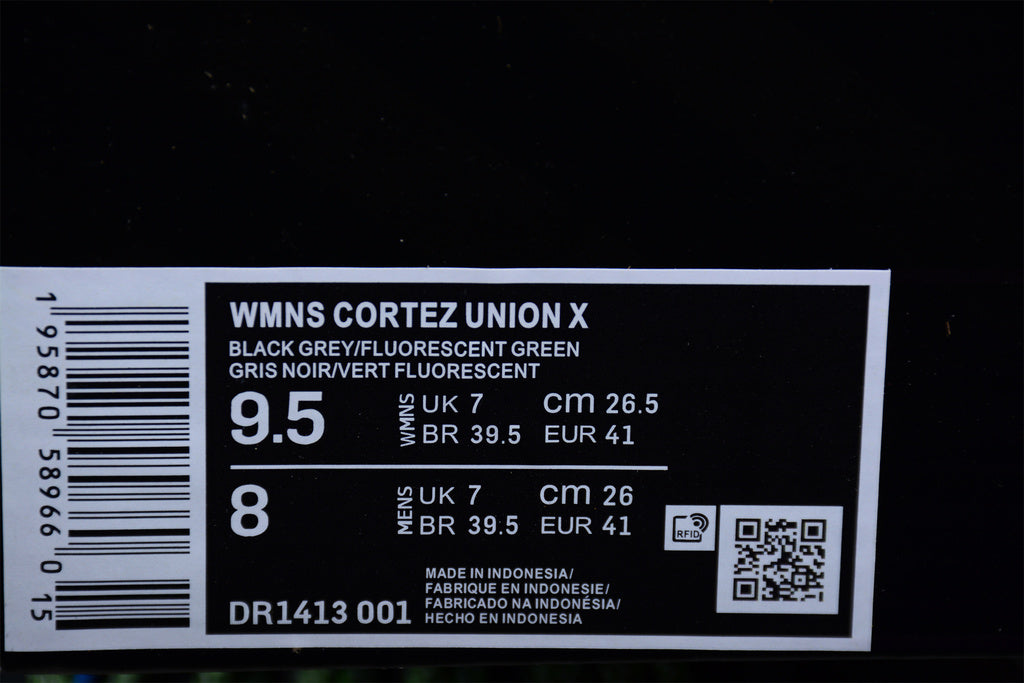 WMNS CORTEZ UNION X
BLACK GREY/FLUORESCENT GREEN
GRIS NOIR/VERT FLUORESCENT
9.5 WMNS UK 7 cm 26.5
BR 39.5 EUR 41
8 MENS UK 7 cm 26
BR 39.5 EUR 41
RFID
MADE IN INDONESIA/
FABRIQUE EN INDONESIE/
FABRICADO NA INDONÉSIA/
HECHO EN INDONESIA
DR1413 001
1 95870 58966 0 15